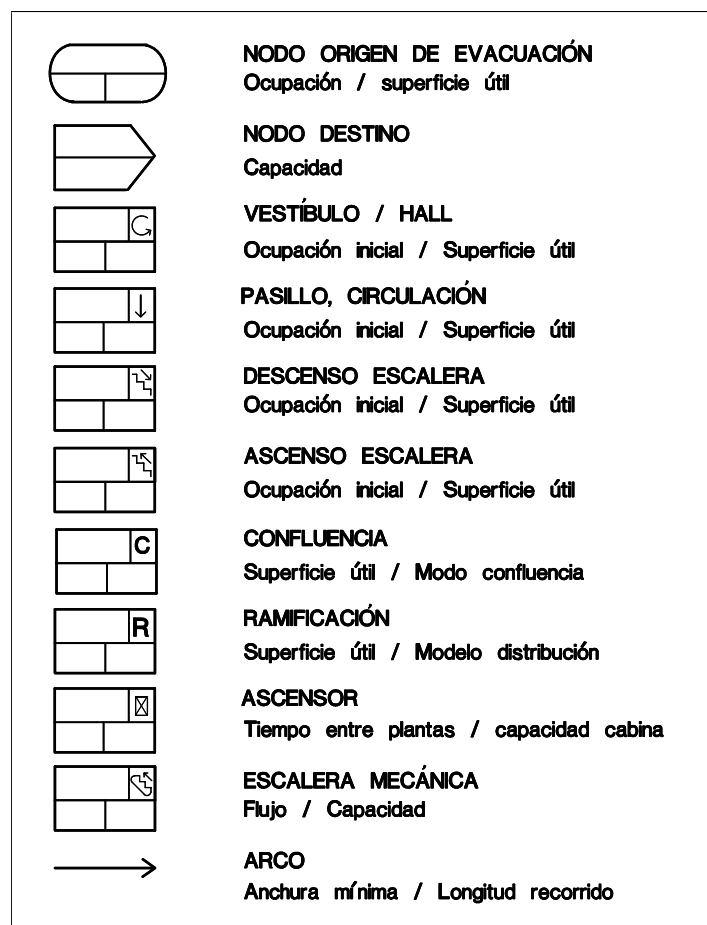 NODO ORIGEN DE EVACUACIÓN
Ocupación / superficie útil
NODO DESTINO
Capacidad
VESTÍBULO / HALL
Ocupación inicial / Superficie útil
PASILLO, CIRCULACIÓN
Ocupación inicial / Superficie útil
DESCENSO ESCALERA
Ocupación inicial / Superficie útil
ASCENSO ESCALERA
Ocupación inicial / Superficie útil
C
CONFLUENCIA
Superficie útil / Modo confluencia
R
RAMIFICACIÓN
Superficie útil / Modelo distribución
ASCENSOR
Tiempo entre plantas / capacidad cabina
ESCALERA MECÁNICA
Flujo / Capacidad
ARCO
Anchura mínima / Longitud recorrido